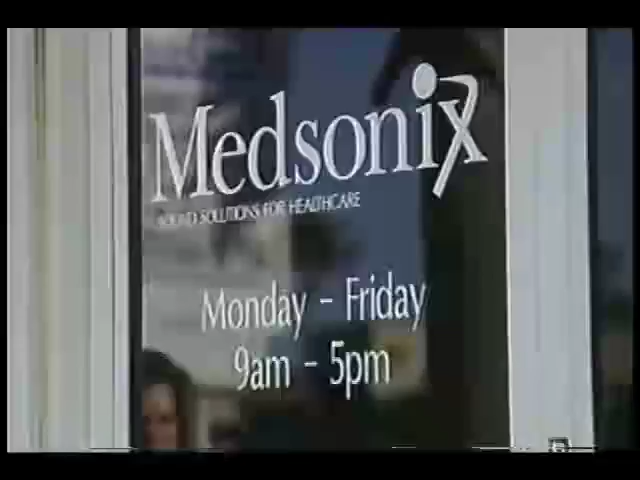 Medsonix
SOUND SOLUTIONS FOR HEALTHCARE
Monday - Friday
9am - 5pm